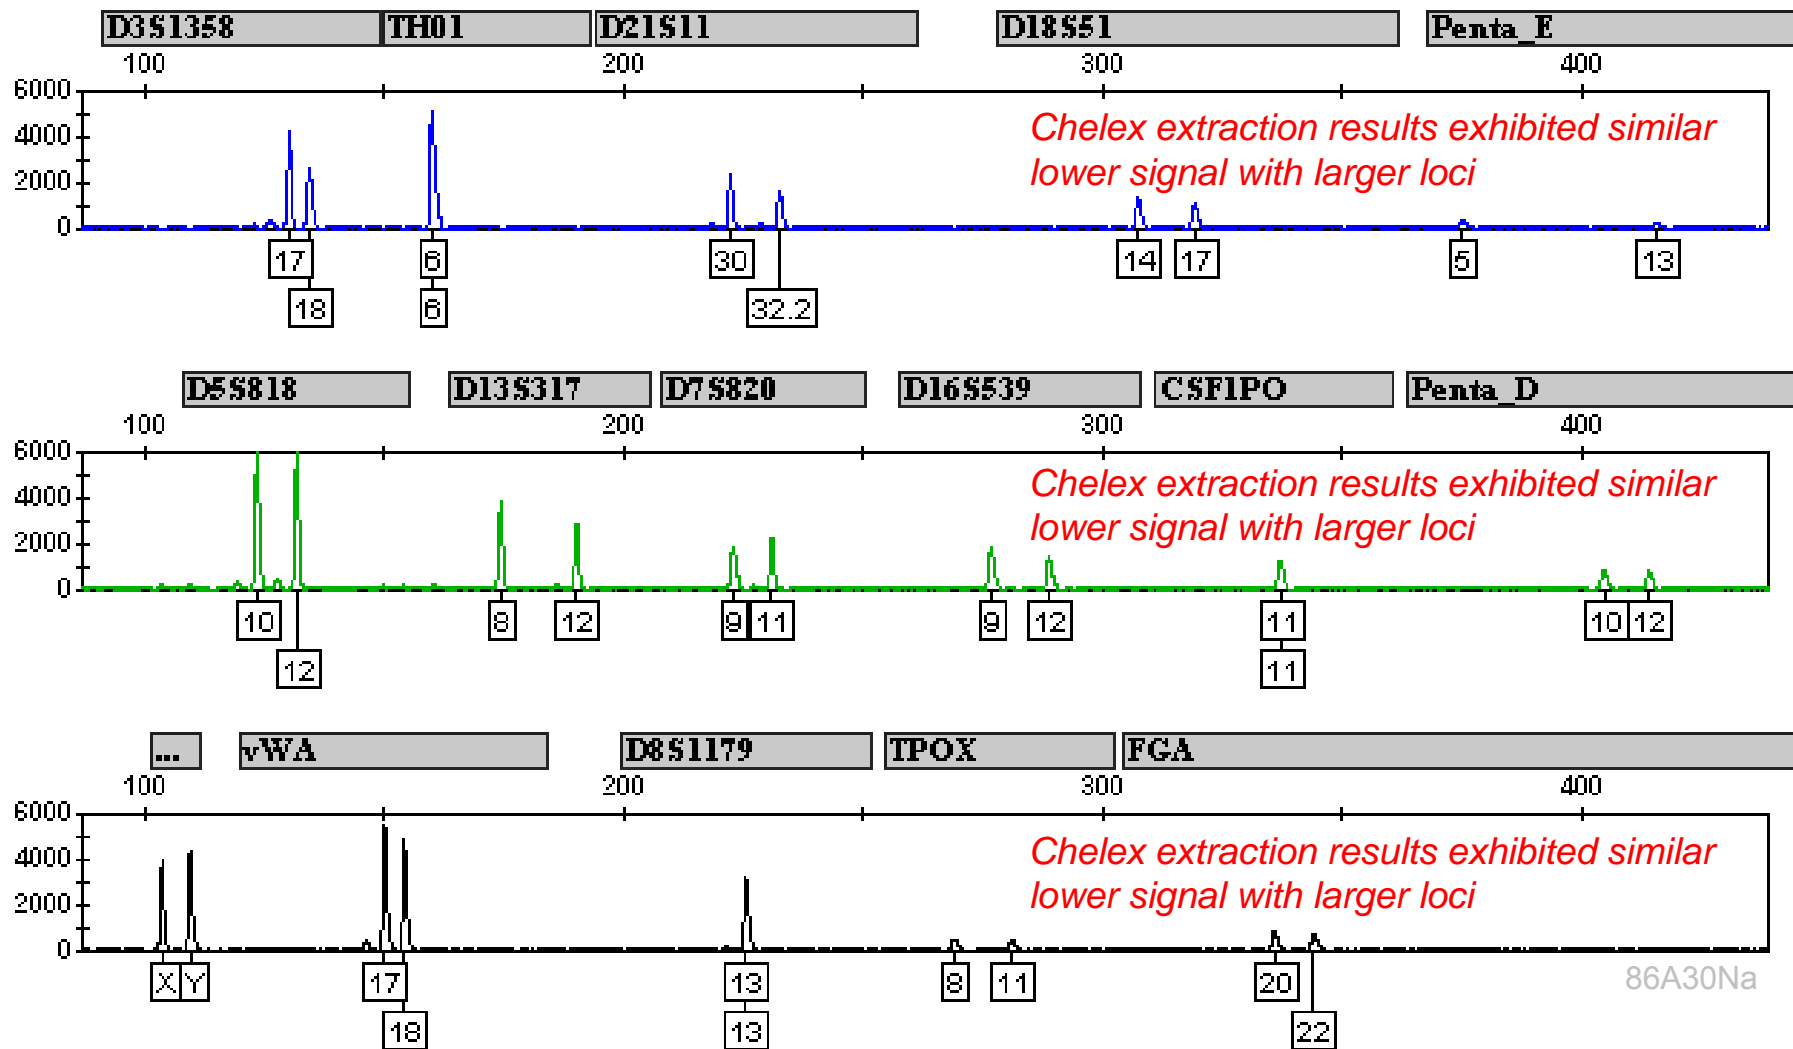 D3S1358 TH01 D21S11 D18S51 Penta_E
100 200 300 400
6000
4000
2000
0
Chelex extraction results exhibited similar
lower signal with larger loci
17 6 30 14 17 5 13
18 6 32.2
D5S818 D13S317 D7S820 D16S539 CSF1PO Penta_D
100 200 300 400
6000
4000
2000
0
Chelex extraction results exhibited similar
lower signal with larger loci
10 8 12 9 11 9 12 11 10 12
12 11
... vWA D8S1179 TPOX FGA
100 200 300 400
6000
4000
2000
0
Chelex extraction results exhibited similar
lower signal with larger loci
X Y 17 13 8 11 20
18 13 22
86A30Na